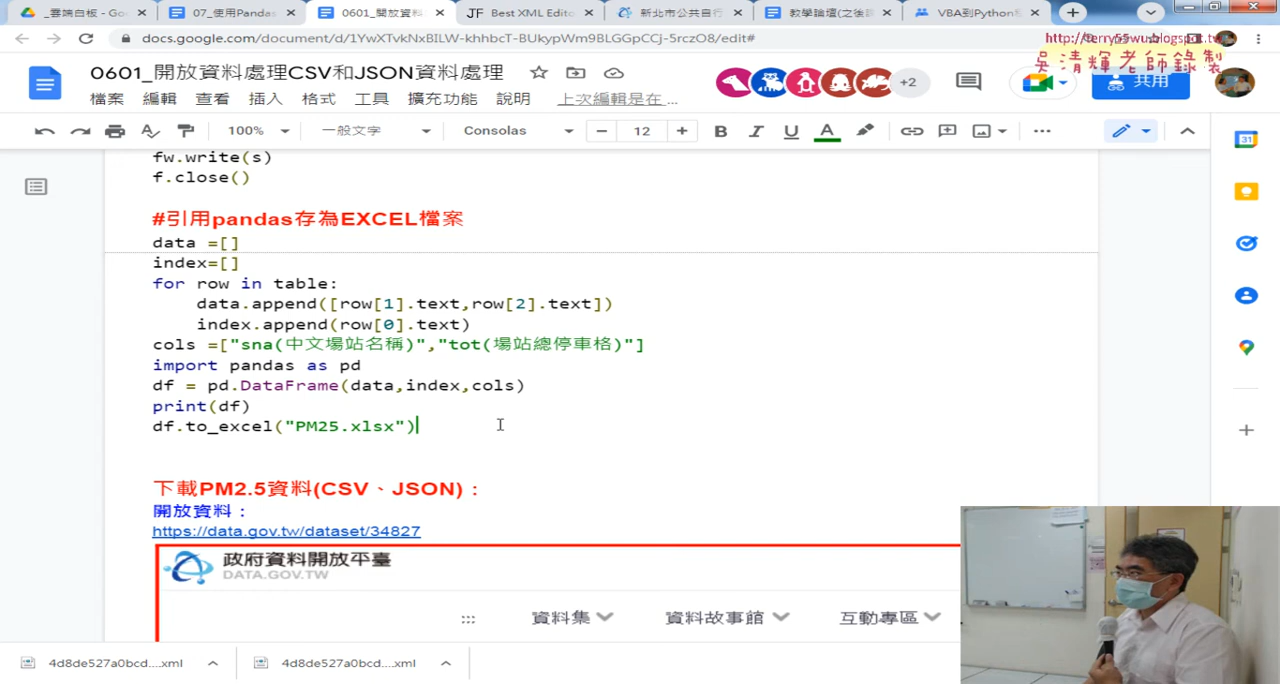 _雲端白板 - Go
07_使用Panda
0601_開放資料
Best XML Edito
新北市公共自行
教學論壇(之後
VBA到Python
docs.google.com/document/d/1YwXTvkNxBILW-khhbcT-BUkypWm9BLGGpCCj-5rczO8/edit#
http://terry55wu.blogspot.tw
吳清輝老師錄製
0601_開放資料處理CSV和JSON資料處理
+2
共用
檔案 編輯 查看 插入 格式 工具 擴充功能 說明 上次編輯是在 ...
100% 一般文字 Consolas 12 B I U A
fw.write(s)
f.close()
#引用pandas存為EXCEL檔案
data =[]
index=[]
for row in table:
data.append([row[1].text,row[2].text])
index.append(row[0].text)
cols =["sna(中文場站名稱)","tot(場站總停車格)"]
import pandas as pd
df = pd.DataFrame(data,index,cols)
print(df)
df.to_excel("PM25.xlsx")
下載PM2.5資料(CSV、JSON)：
開放資料：
https://data.gov.tw/dataset/34827
政府資料開放平臺
DATA.GOV.TW
資料集 資料故事館 互動專區
4d8de527a0bcd....xml
4d8de527a0bcd....xml
31